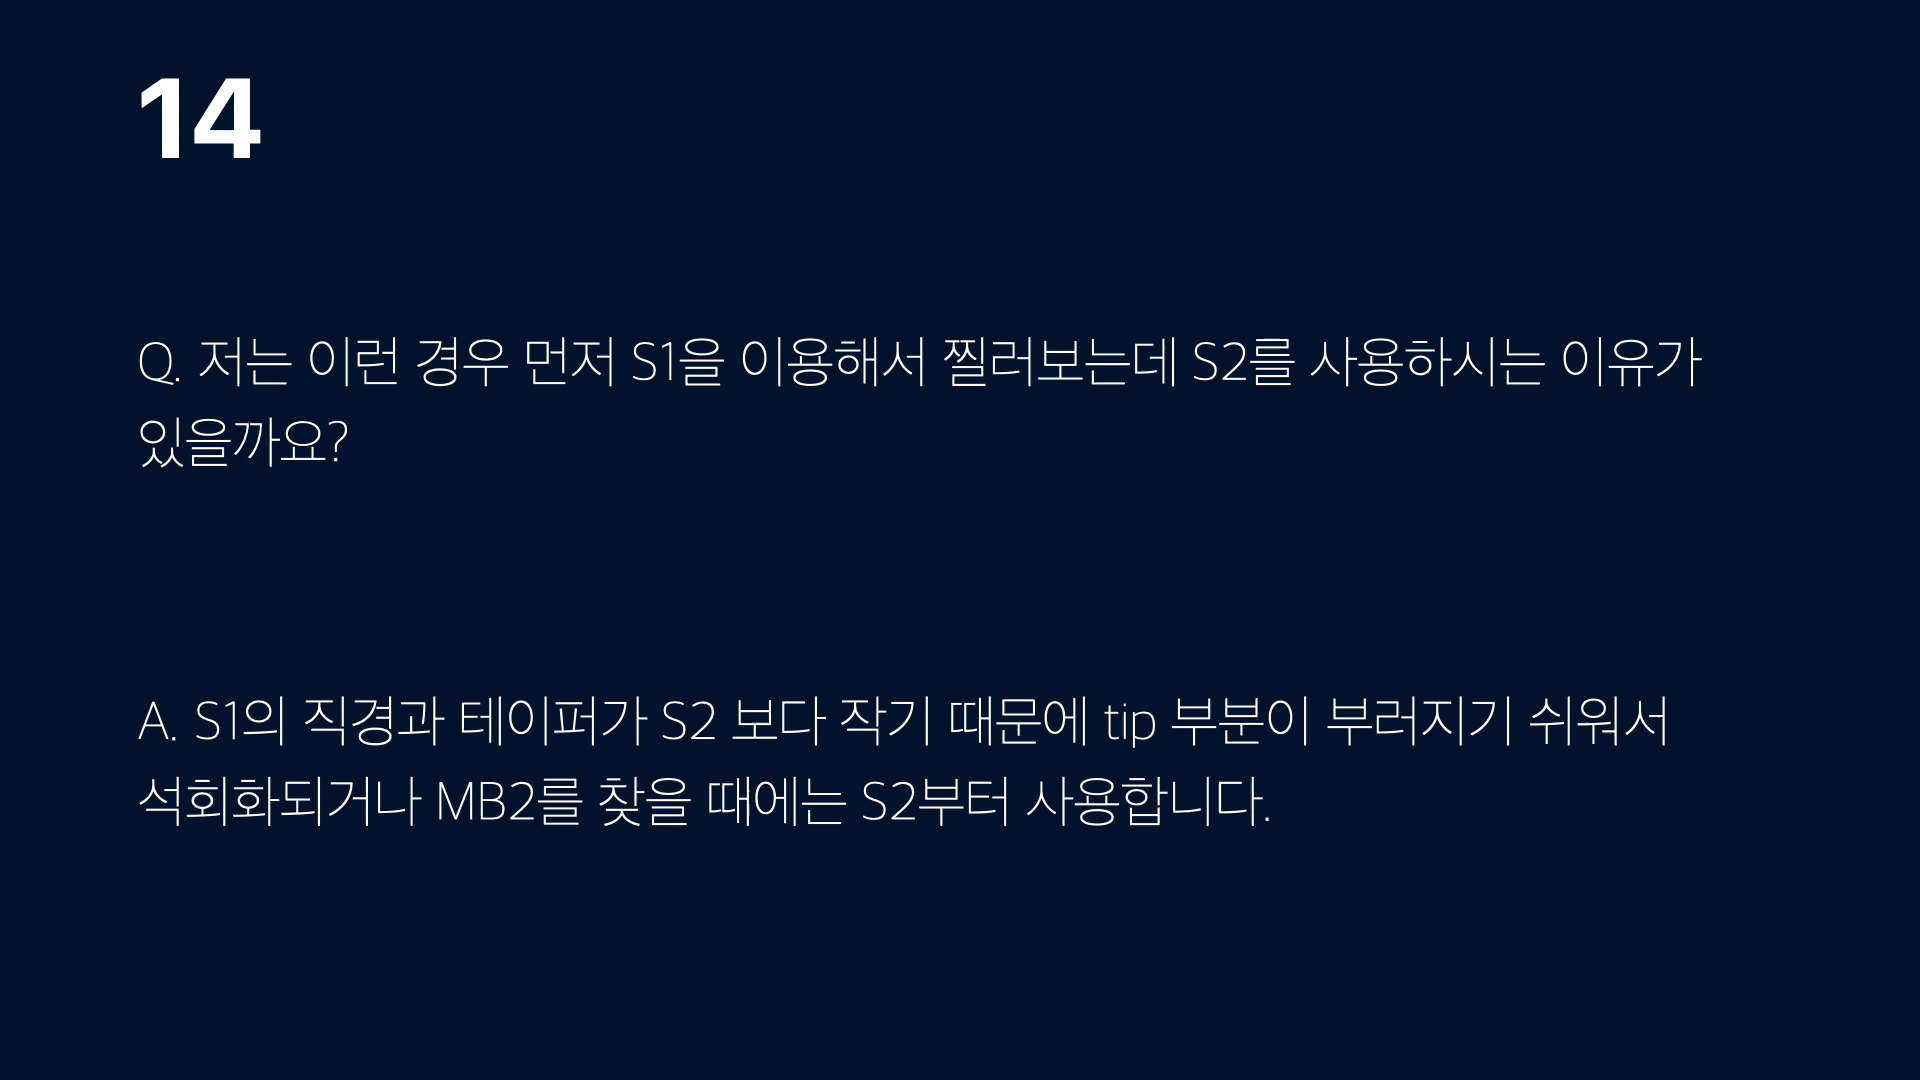 14
Q. 저는 이런 경우 먼저 S1을 이용해서 찔러보는데 S2를 사용하시는 이유가
있을까요?
A. S1의 직경과 테이퍼가 S2 보다 작기 때문에 tip 부분이 부러지기 쉬워서
석회화되거나 MB2를 찾을 때에는 S2부터 사용합니다.